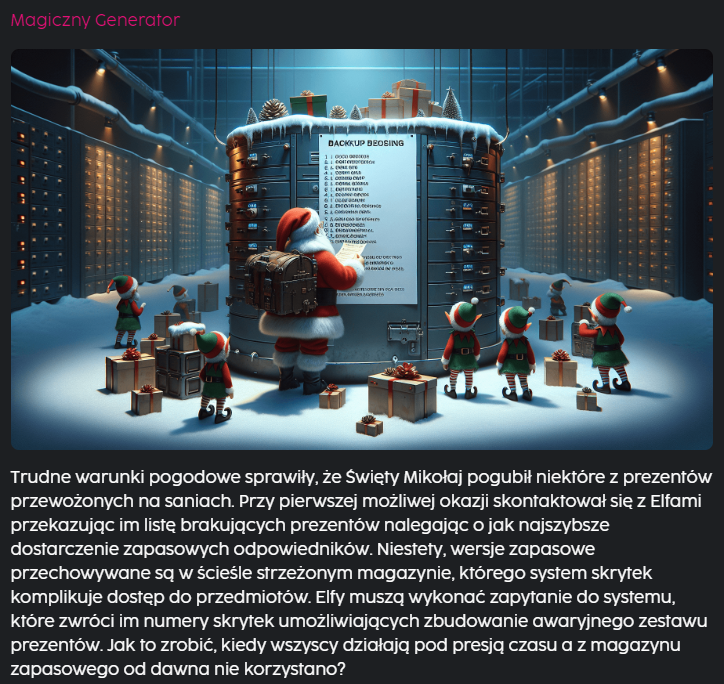 Magiczny Generator
BACKKUP BEOSING
Trudne warunki pogodowe sprawiły, że Święty Mikołaj pogubił niektóre z prezentów
przewożonych na saniach. Przy pierwszej możliwej okazji skontaktował się z Elfami
przekazując im listę brakujących prezentów nalegając o jak najszybsze
dostarczenie zapasowych odpowiedników. Niestety, wersje zapasowe
przechowywane są w ściśle strzeżonym magazynie, którego system skrytek
komplikuje dostęp do przedmiotów. Elfy muszą wykonać zapytanie do systemu,
które zwróci im numery skrytek umożliwiających zbudowanie awaryjnego zestawu
prezentów. Jak to zrobić, kiedy wszyscy działają pod presją czasu a z magazynu
zapasowego od dawna nie korzystano?